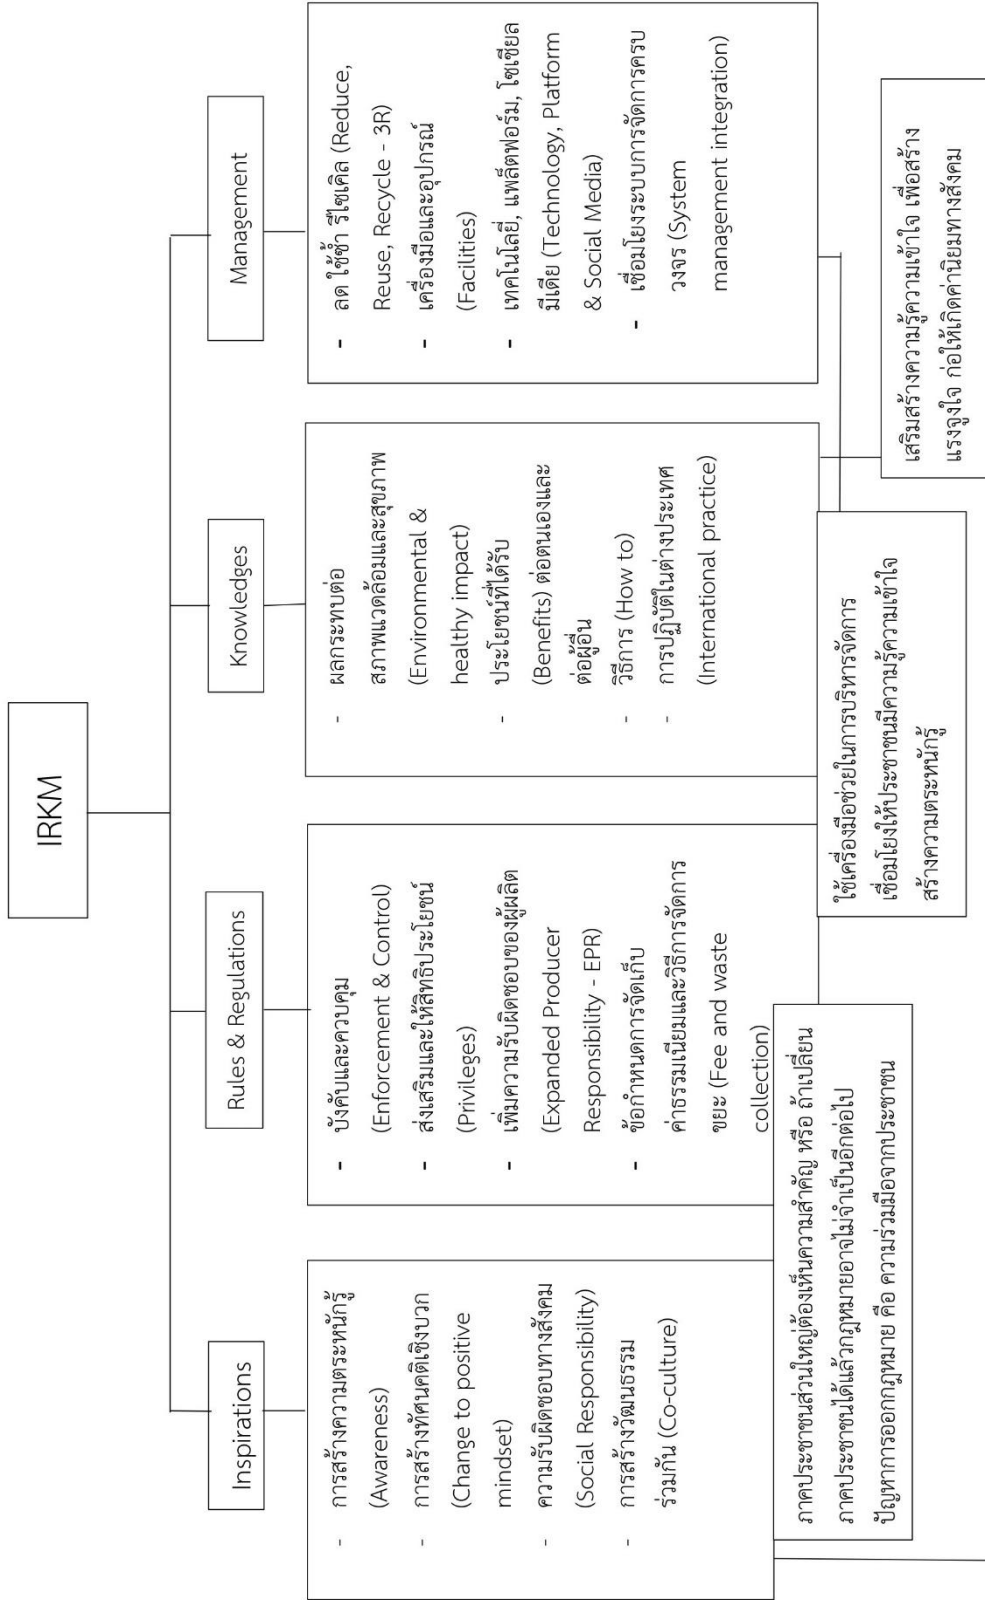 IRKM
Inspirations
Rules & Regulations
Knowledges
Management
- การสร้างความตระหนักรู้
(Awareness)
- การสร้างทัศนคติเชิงบวก
(Change to positive
mindset)
- ความรับผิดชอบทางสังคม
(Social Responsibility)
- การสร้างวัฒนธรรม
ร่วมกัน (Co-culture)
- บังคับและควบคุม
(Enforcement & Control)
- ส่งเสริมและให้สิทธิประโยชน์
(Privileges)
- เพิ่มความรับผิดชอบของผู้ผลิต
(Expanded Producer
Responsibility - EPR)
- ข้อกำหนดการจัดเก็บ
ค่าธรรมเนียมและวิธีการจัดการ
ขยะ (Fee and waste
collection)
- ผลกระทบต่อ
สภาพแวดล้อมและสุขภาพ
(Environmental &
healthy impact)
- ประโยชน์ที่ได้รับ
(Benefits) ต่อตนเองและ
ต่อผู้อื่น
- วิธีการ (How to)
- การปฏิบัติในต่างประเทศ
(International practice)
- ลด ใช้ซ้ำ รีไซเคิล (Reduce,
Reuse, Recycle - 3R)
- เครื่องมือและอุปกรณ์
(Facilities)
- เทคโนโลยี, แพล็ตฟอร์ม, โซเชียล
มีเดีย (Technology, Platform
& Social Media)
- เชื่อมโยงระบบการจัดการครบ
วงจร (System
management integration)
ภาคประชาชนส่วนใหญ่ต้องเห็นความสำคัญ หรือ ถ้าเปลี่ยน
ภาคประชาชนได้แล้วกฎหมายอาจไม่จำเป็นอีกต่อไป
ปัญหาการออกกฎหมาย คือ ความร่วมมือจากประชาชน
ใช้เครื่องมือช่วยในการบริหารจัดการ
เชื่อมโยงให้ประชาชนมีความรู้ความเข้าใจ
สร้างความตระหนักรู้
เสริมสร้างความรู้ความเข้าใจ เพื่อสร้าง
แรงจูงใจ ก่อให้เกิดค่านิยมทางสังคม